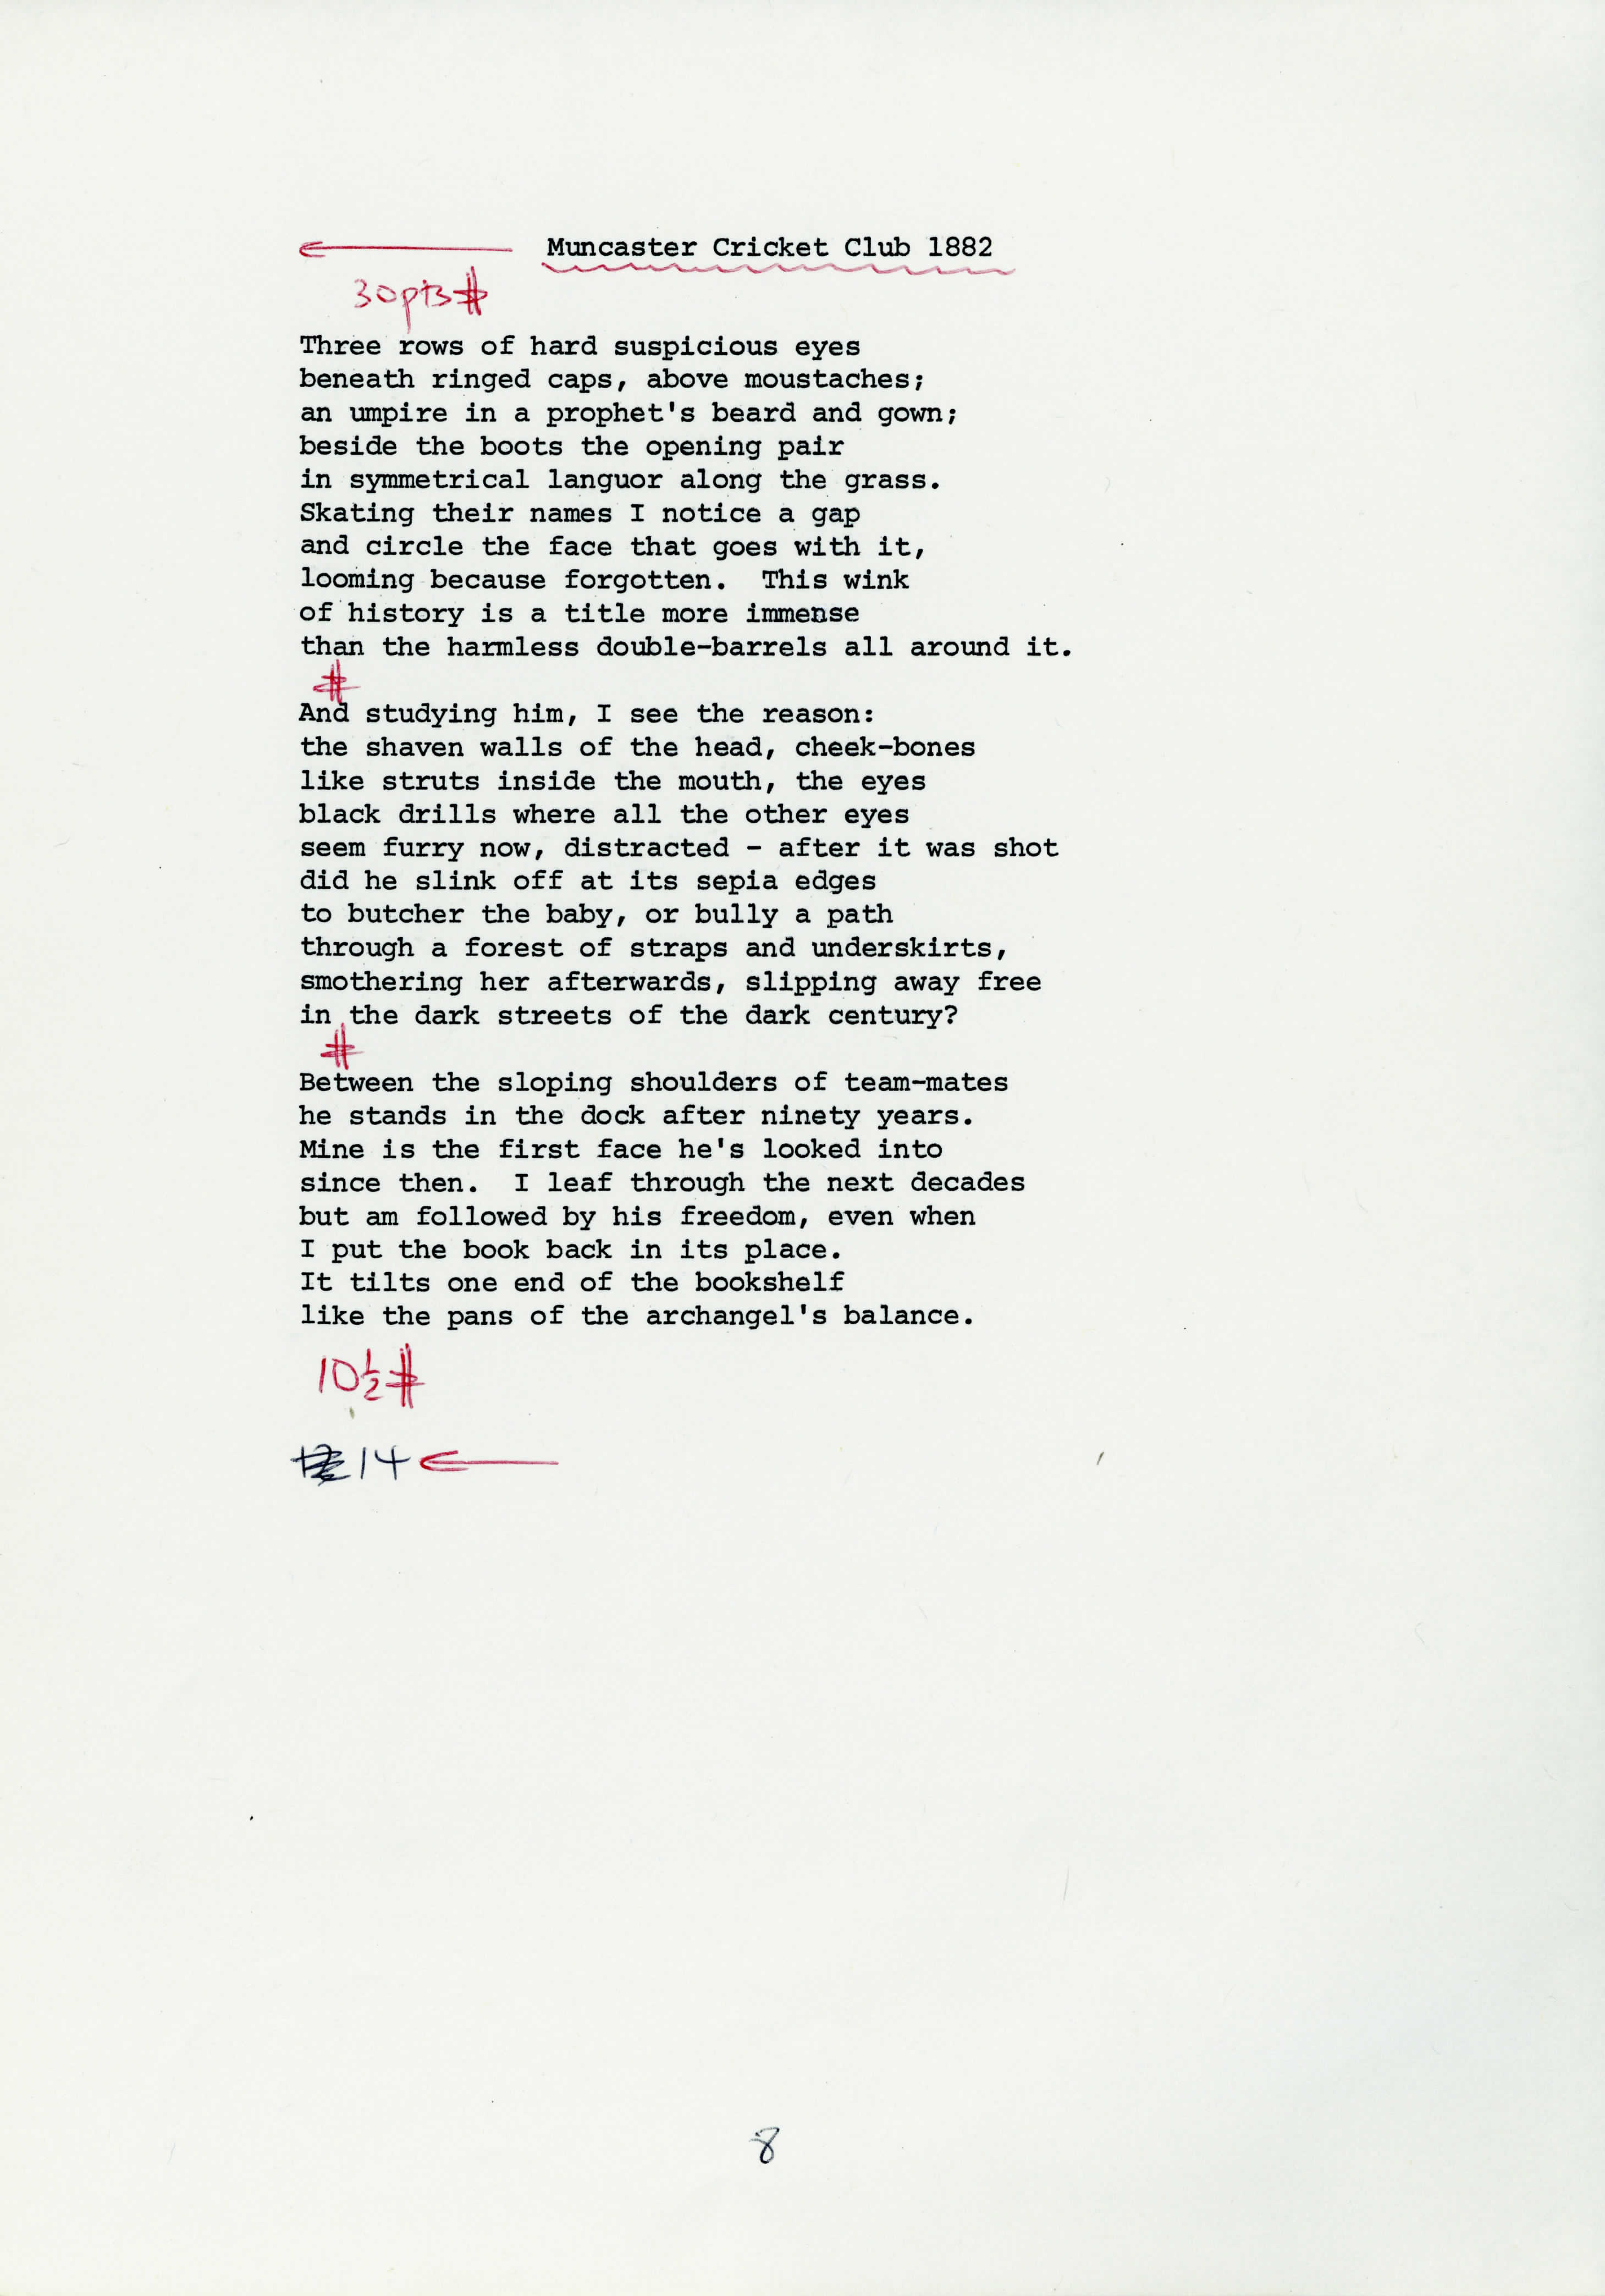 Muncaster Cricket Club 1882
30pts#
Three rows of hard suspicious eyes
beneath ringed caps, above moustaches;
an umpire in a prophet's beard and gown;
beside the boots the opening pair
in symmetrical languor along the grass.
Skating their names I notice a gap
and circle the face that goes with it,
looming because forgotten.  This wink
of history is a title more immense
than the harmless double-barrels all around it.
#
And studying him, I see the reason:
the shaven walls of the head, cheek-bones
like struts inside the mouth, the eyes
black drills where all the other eyes
seem furry now, distracted - after it was shot
did he slink off at its sepia edges
to butcher the baby, or bully a path
through a forest of straps and underskirts,
smothering her afterwards, slipping away free
in the dark streets of the dark century?
#
Between the sloping shoulders of team-mates
he stands in the dock after ninety years.
Mine is the first face he's looked into
since then.  I leaf through the next decades
but am followed by his freedom, even when
I put the book back in its place.
It tilts one end of the bookshelf
like the pans of the archangel's balance.
10½#
14
8